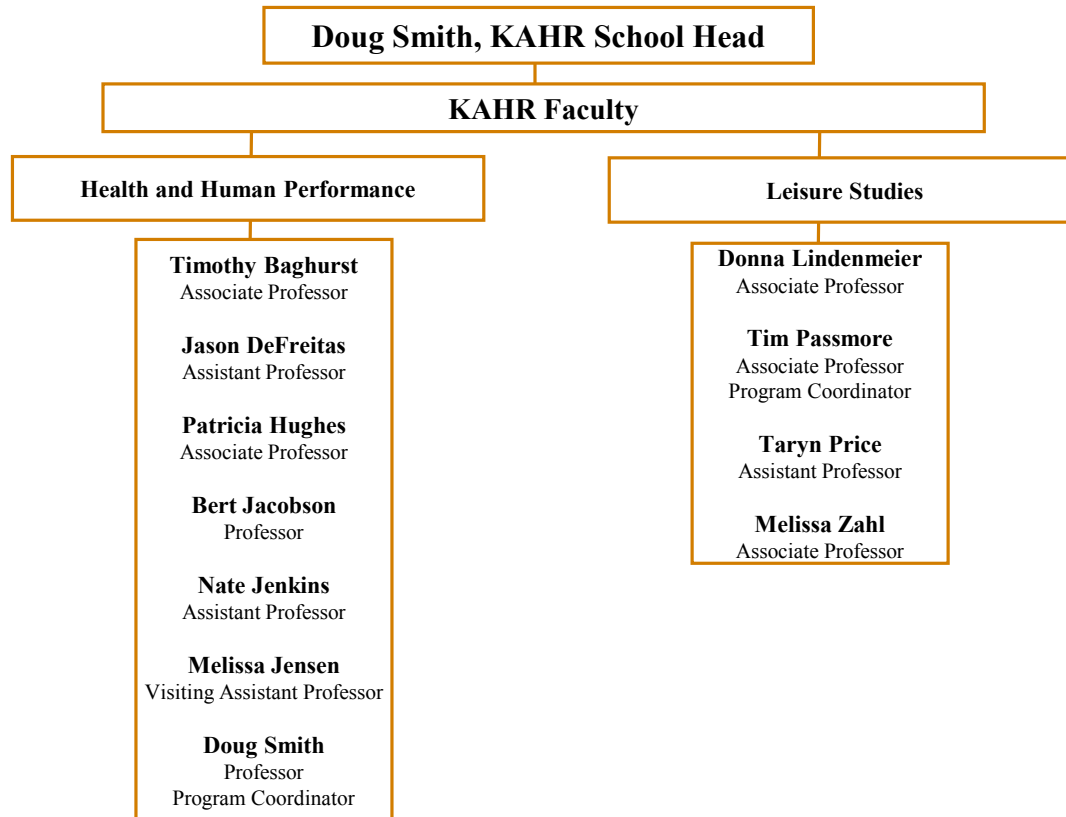 Doug Smith, KAHR School Head
KAHR Faculty
Health and Human Performance
Timothy Baghurst
Associate Professor
Jason DeFreitas
Assistant Professor
Patricia Hughes
Associate Professor
Bert Jacobson
Professor
Nate Jenkins
Assistant Professor
Melissa Jensen
Visiting Assistant Professor
Doug Smith
Professor
Program Coordinator
Leisure Studies
Donna Lindenmeier
Associate Professor
Tim Passmore
Associate Professor
Program Coordinator
Taryn Price
Assistant Professor
Melissa Zahl
Associate Professor